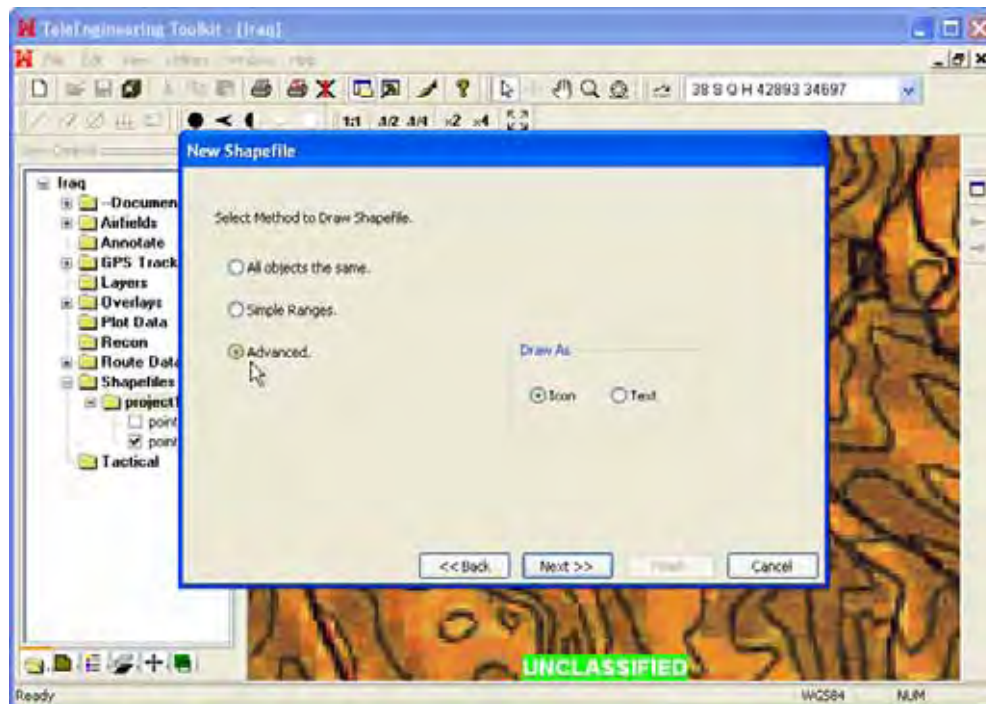 TeleEngineering Toolkit - [Iraq]
38 S Q H 42893 34697
1:1 1/2 1/4 x2 x4
New Shapefile
Iraq
--Documen
Airfields
Annotate
GPS Track
Layers
Overlays
Plot Data
Recon
Route Data
Shapefiles
project1
point
point
Tactical
Select Method to Draw Shapefile.
All objects the same.
Simple Ranges.
Advanced.
Draw As
Icon Text
<< Back Next >> Finish Cancel
UNCLASSIFIED
Ready WGS84 NUM